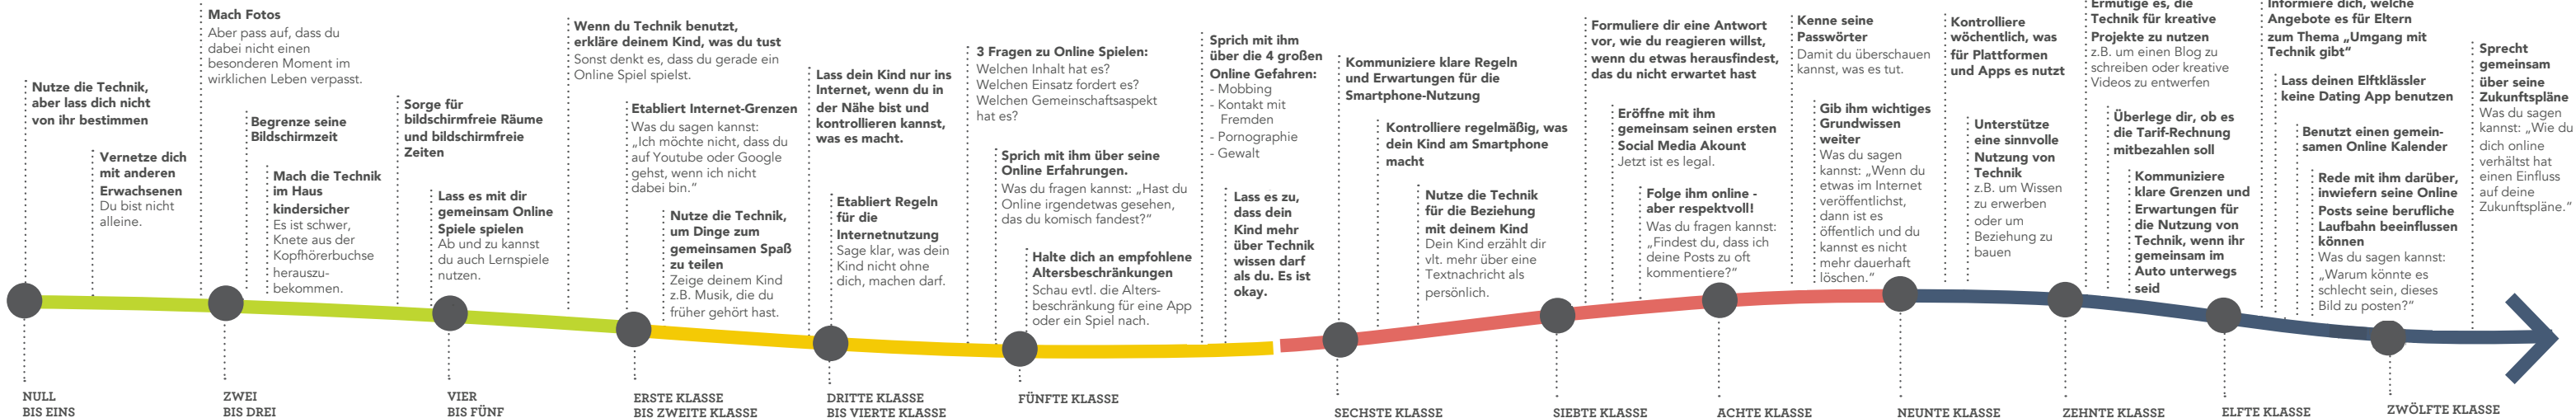 Nutze die Technik,
aber lass dich nicht
von ihr bestimmen
Vernetze dich
mit anderen
Erwachsenen
Du bist nicht
alleine.
NULL
BIS EINS
Mach Fotos
Aber pass auf, dass du
dabei nicht einen
besonderen Moment im
wirklichen Leben verpasst.
Begrenze seine
Bildschirmzeit
Mach die Technik
im Haus
kindersicher
Es ist schwer,
Knete aus der
Kopfhörerbuchse
herauszu-
bekommen.
ZWEI
BIS DREI
Sorge für
bildschirmfreie Räume
und bildschirmfreie
Zeiten
Lass es mit dir
gemeinsam Online
Spiele spielen
Ab und zu kannst
du auch Lernspiele
nutzen.
VIER
BIS FÜNF
Wenn du Technik benutzt,
erkläre deinem Kind, was du tust
Sonst denkt es, dass du gerade ein
Online Spiel spielst.
Etabliert Internet-Grenzen
Was du sagen kannst:
„Ich möchte nicht, dass du
auf Youtube oder Google
gehst, wenn ich nicht
dabei bin.“
Nutze die Technik,
um Dinge zum
gemeinsamen Spaß
zu teilen
Zeige deinem Kind
z.B. Musik, die du
früher gehört hast.
ERSTE KLASSE
BIS ZWEITE KLASSE
Lass dein Kind nur ins
Internet, wenn du in
der Nähe bist und
kontrollieren kannst,
was es macht.
Etabliert Regeln
für die
Internetnutzung
Sage klar, was dein
Kind nicht ohne
dich, machen darf.
DRITTE KLASSE
BIS VIERTE KLASSE
3 Fragen zu Online Spielen:
Welchen Inhalt hat es?
Welchen Einsatz fordert es?
Welchen Gemeinschaftsaspekt
hat es?
Sprich mit ihm über seine
Online Erfahrungen.
Was du fragen kannst: „Hast du
Online irgendetwas gesehen,
das du komisch fandest?“
Halte dich an empfohlene
Altersbeschränkungen
Schau evtl. die Alters-
beschränkung für eine App
oder ein Spiel nach.
FÜNFTE KLASSE
Sprich mit ihm
über die 4 großen
Online Gefahren:
- Mobbing
- Kontakt mit
Fremden
- Pornographie
- Gewalt
Lass es zu,
dass dein
Kind mehr
über Technik
wissen darf
als du. Es ist
okay.
Kommuniziere klare Regeln
und Erwartungen für die
Smartphone-Nutzung
Kontrolliere regelmäßig, was
dein Kind am Smartphone
macht
Nutze die Technik
für die Beziehung
mit deinem Kind
Dein Kind erzählt dir
vlt. mehr über eine
Textnachricht als
persönlich.
SECHSTE KLASSE
Formuliere dir eine Antwort
vor, wie du reagieren willst,
wenn du etwas herausfindest,
das du nicht erwartet hast
Eröffne mit ihm
gemeinsam seinen ersten
Social Media Akount
Jetzt ist es legal.
Folge ihm online -
aber respektvoll!
Was du fragen kannst:
„Findest du, dass ich
deine Posts zu oft
kommentiere?“
SIEBTE KLASSE
Kenne seine
Passwörter
Damit du überschauen
kannst, was es tut.
Gib ihm wichtiges
Grundwissen
weiter
Was du sagen
kannst: „Wenn du
etwas im Internet
veröffentlichst,
dann ist es
öffentlich und du
kannst es nicht
mehr dauerhaft
löschen.“
ACHTE KLASSE
Kontrolliere
wöchentlich, was
für Plattformen
und Apps es nutzt
Unterstütze
eine sinnvolle
Nutzung von
Technik
z.B. um Wissen
zu erwerben
oder um
Beziehung zu
bauen
NEUNTE KLASSE
Ermutige es, die
Technik für kreative
Projekte zu nutzen
z.B. um einen Blog zu
schreiben oder kreative
Videos zu entwerfen
Überlege dir, ob es
die Tarif-Rechnung
mitbezahlen soll
Kommuniziere
klare Grenzen und
Erwartungen für
die Nutzung von
Technik, wenn ihr
gemeinsam im
Auto unterwegs
seid
ZEHNTE KLASSE
Informiere dich, welche
Angebote es für Eltern
zum Thema „Umgang mit
Technik gibt“
Lass deinen Elftklässler
keine Dating App benutzen
Benutzt einen gemein-
samen Online Kalender
Rede mit ihm darüber,
inwiefern seine Online
Posts seine berufliche
Laufbahn beeinflussen
können
Was du sagen kannst:
„Warum könnte es
schlecht sein, dieses
Bild zu posten?“
ELFTE KLASSE
Sprecht
gemeinsam
über seine
Zukunftspläne
Was du sagen
kannst: „Wie du
dich online
verhältst hat
einen Einfluss
auf deine
Zukunftspläne.“
ZWÖLFTE KLASSE